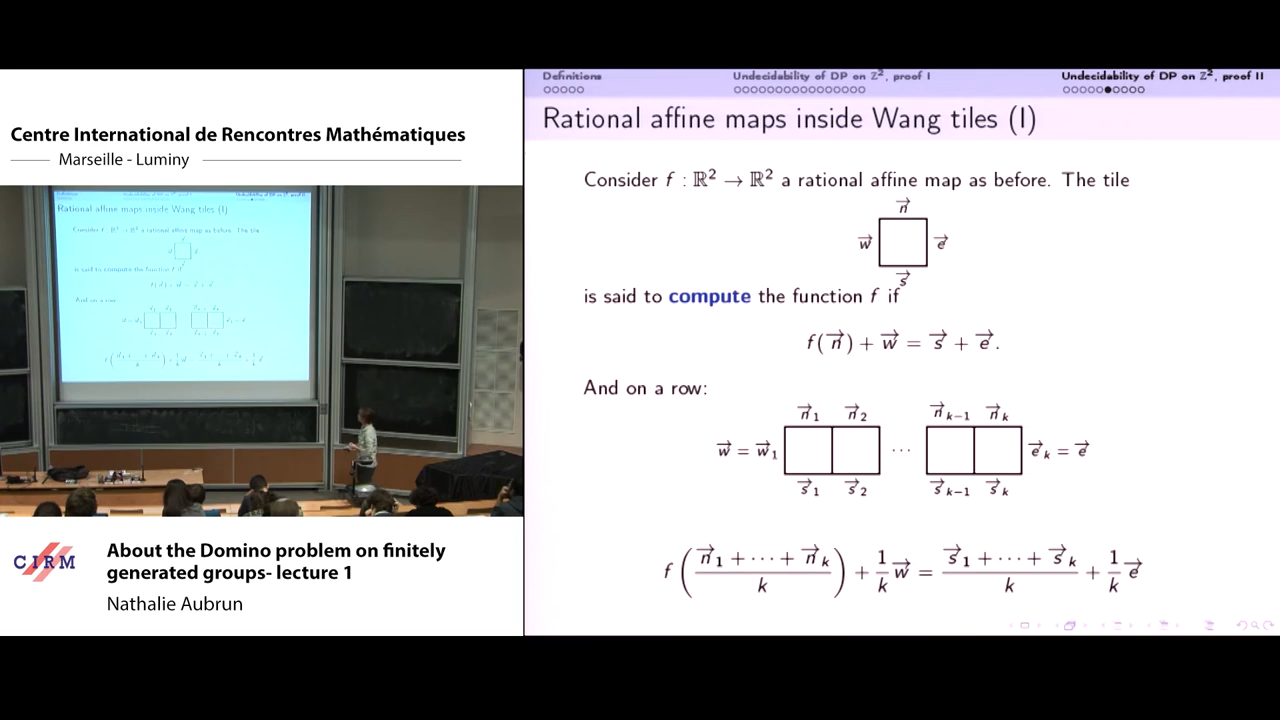 Centre International de Rencontres Mathématiques
Marseille - Luminy
CIRM
About the Domino problem on finitely
generated groups- lecture 1
Nathalie Aubrun
Definitions
Undecidability of DP on ℤ², proof I
Undecidability of DP on ℤ², proof II
Rational affine maps inside Wang tiles (I)
Consider f : ℝ² → ℝ² a rational affine map as before. The tile
n⃗
w⃗ e⃗
s⃗
is said to compute the function f if
f(n⃗) + w⃗ = s⃗ + e⃗.
And on a row:
n⃗₁ n⃗₂ n⃗ₖ₋₁ n⃗ₖ
w⃗ = w⃗₁ ⋯ e⃗ₖ = e⃗
s⃗₁ s⃗₂ s⃗ₖ₋₁ s⃗ₖ
f((n⃗₁ + ⋯ + n⃗ₖ)/k) + (1/k)w⃗ = (s⃗₁ + ⋯ + s⃗ₖ)/k + (1/k)e⃗